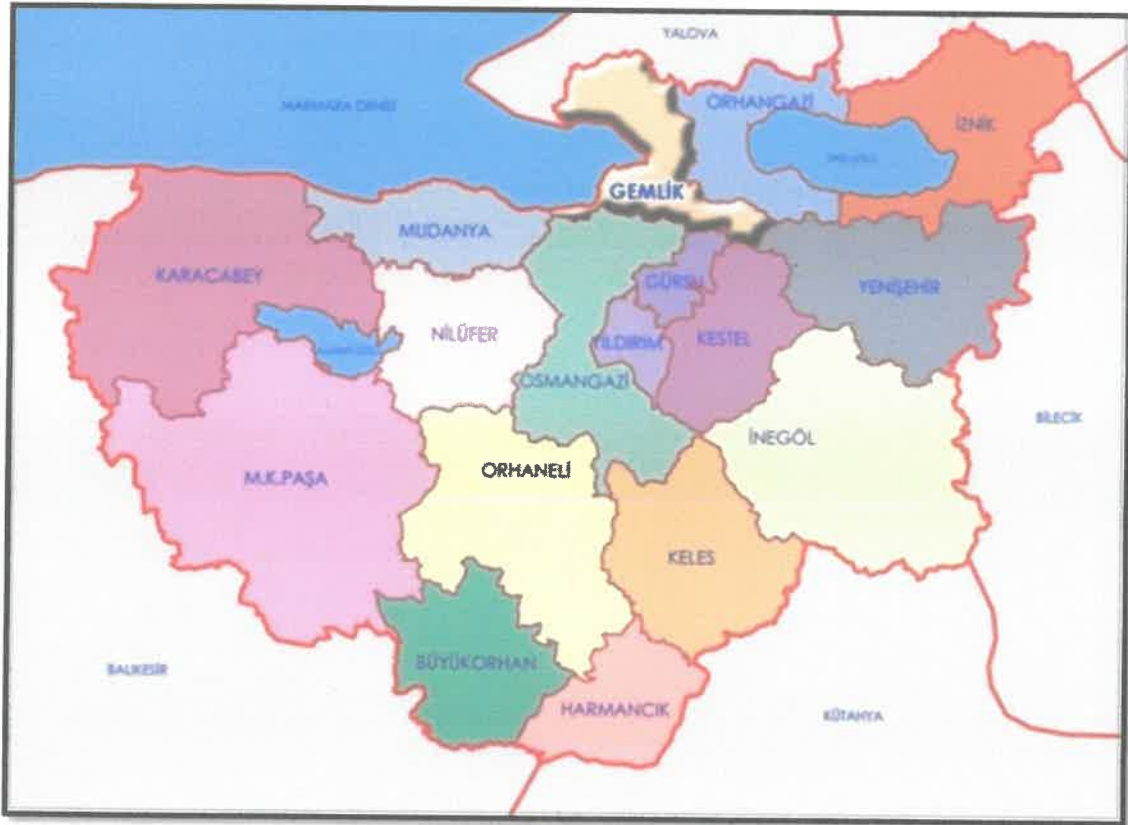 YALOVA
MARMARA DENİZİ
ORHANGAZİ
İZNİK
GEMLİK
MUDANYA
KARACABEY
GÜRSU
YENİŞEHİR
NİLÜFER
YILDIRIM
KESTEL
OSMANGAZİ
BİLECİK
İNEGÖL
ORHANELİ
M.K.PAŞA
KELES
BÜYÜKORHAN
BALIKESİR
HARMANCIK
KÜTAHYA